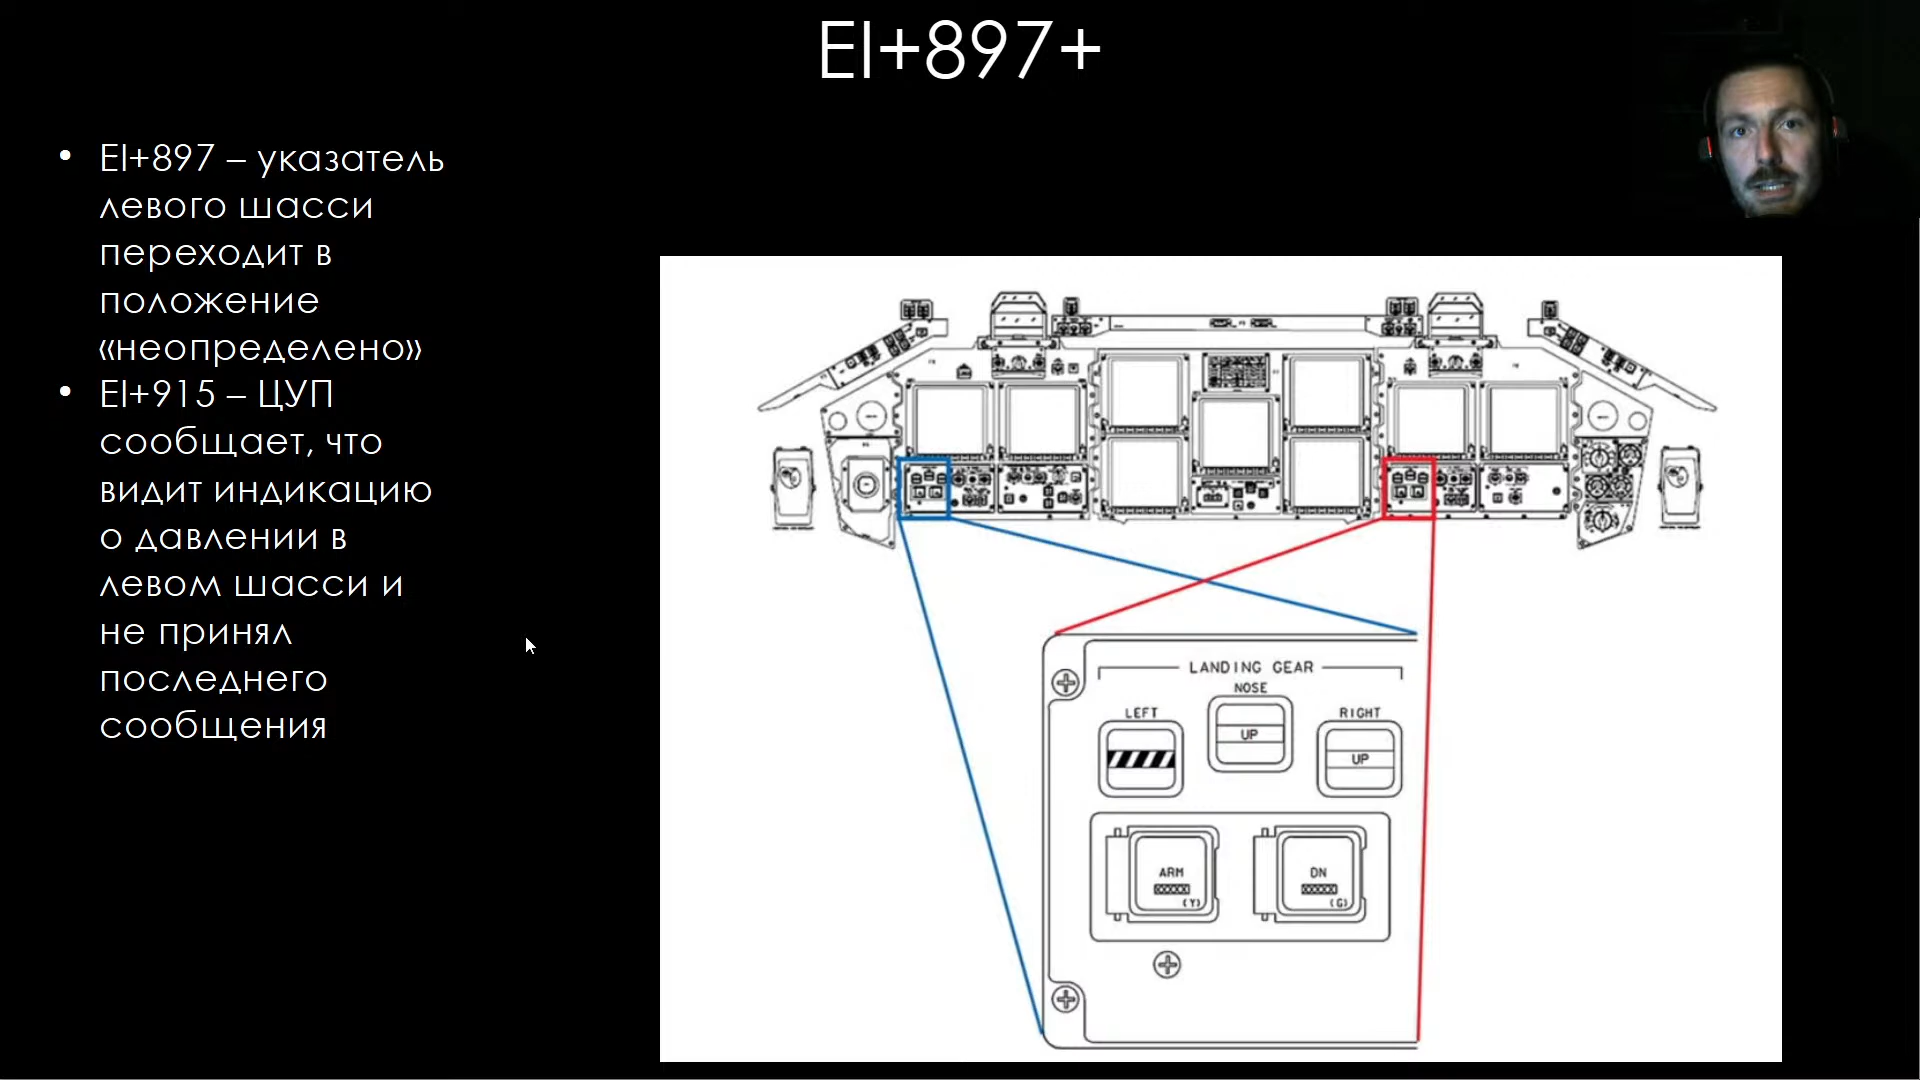 EI+897+
• EI+897 – указатель
левого шасси
переходит в
положение
«неопределено»
• EI+915 – ЦУП
сообщает, что
видит индикацию
о давлении в
левом шасси и
не принял
последнего
сообщения
LANDING GEAR
NOSE
LEFT
RIGHT
UP
UP
ARM
(Y)
DN
(G)